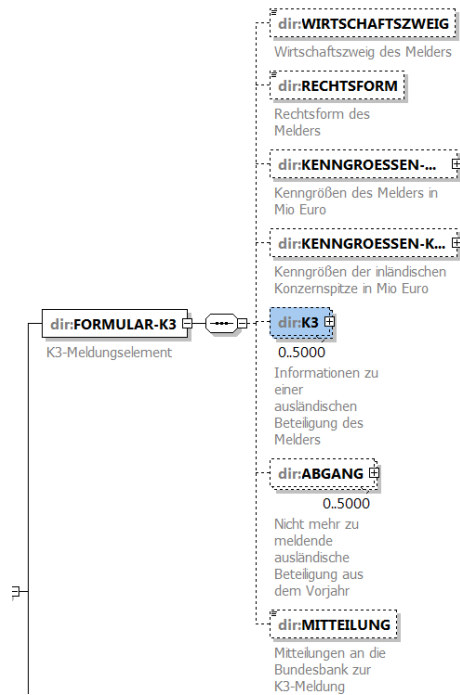 dir:WIRTSCHAFTSZWEIG
Wirtschaftszweig des Melders
dir:RECHTSFORM
Rechtsform des
Melders
dir:KENNGROESSEN-...
Kenngrößen des Melders in
Mio Euro
dir:KENNGROESSEN-K...
Kenngrößen der inländischen
Konzernspitze in Mio Euro
dir:FORMULAR-K3
K3-Meldungselement
dir:K3
0..5000
Informationen zu
einer
ausländischen
Beteiligung des
Melders
dir:ABGANG
0..5000
Nicht mehr zu
meldende
ausländische
Beteiligung aus
dem Vorjahr
dir:MITTEILUNG
Mitteilungen an die
Bundesbank zur
K3-Meldung